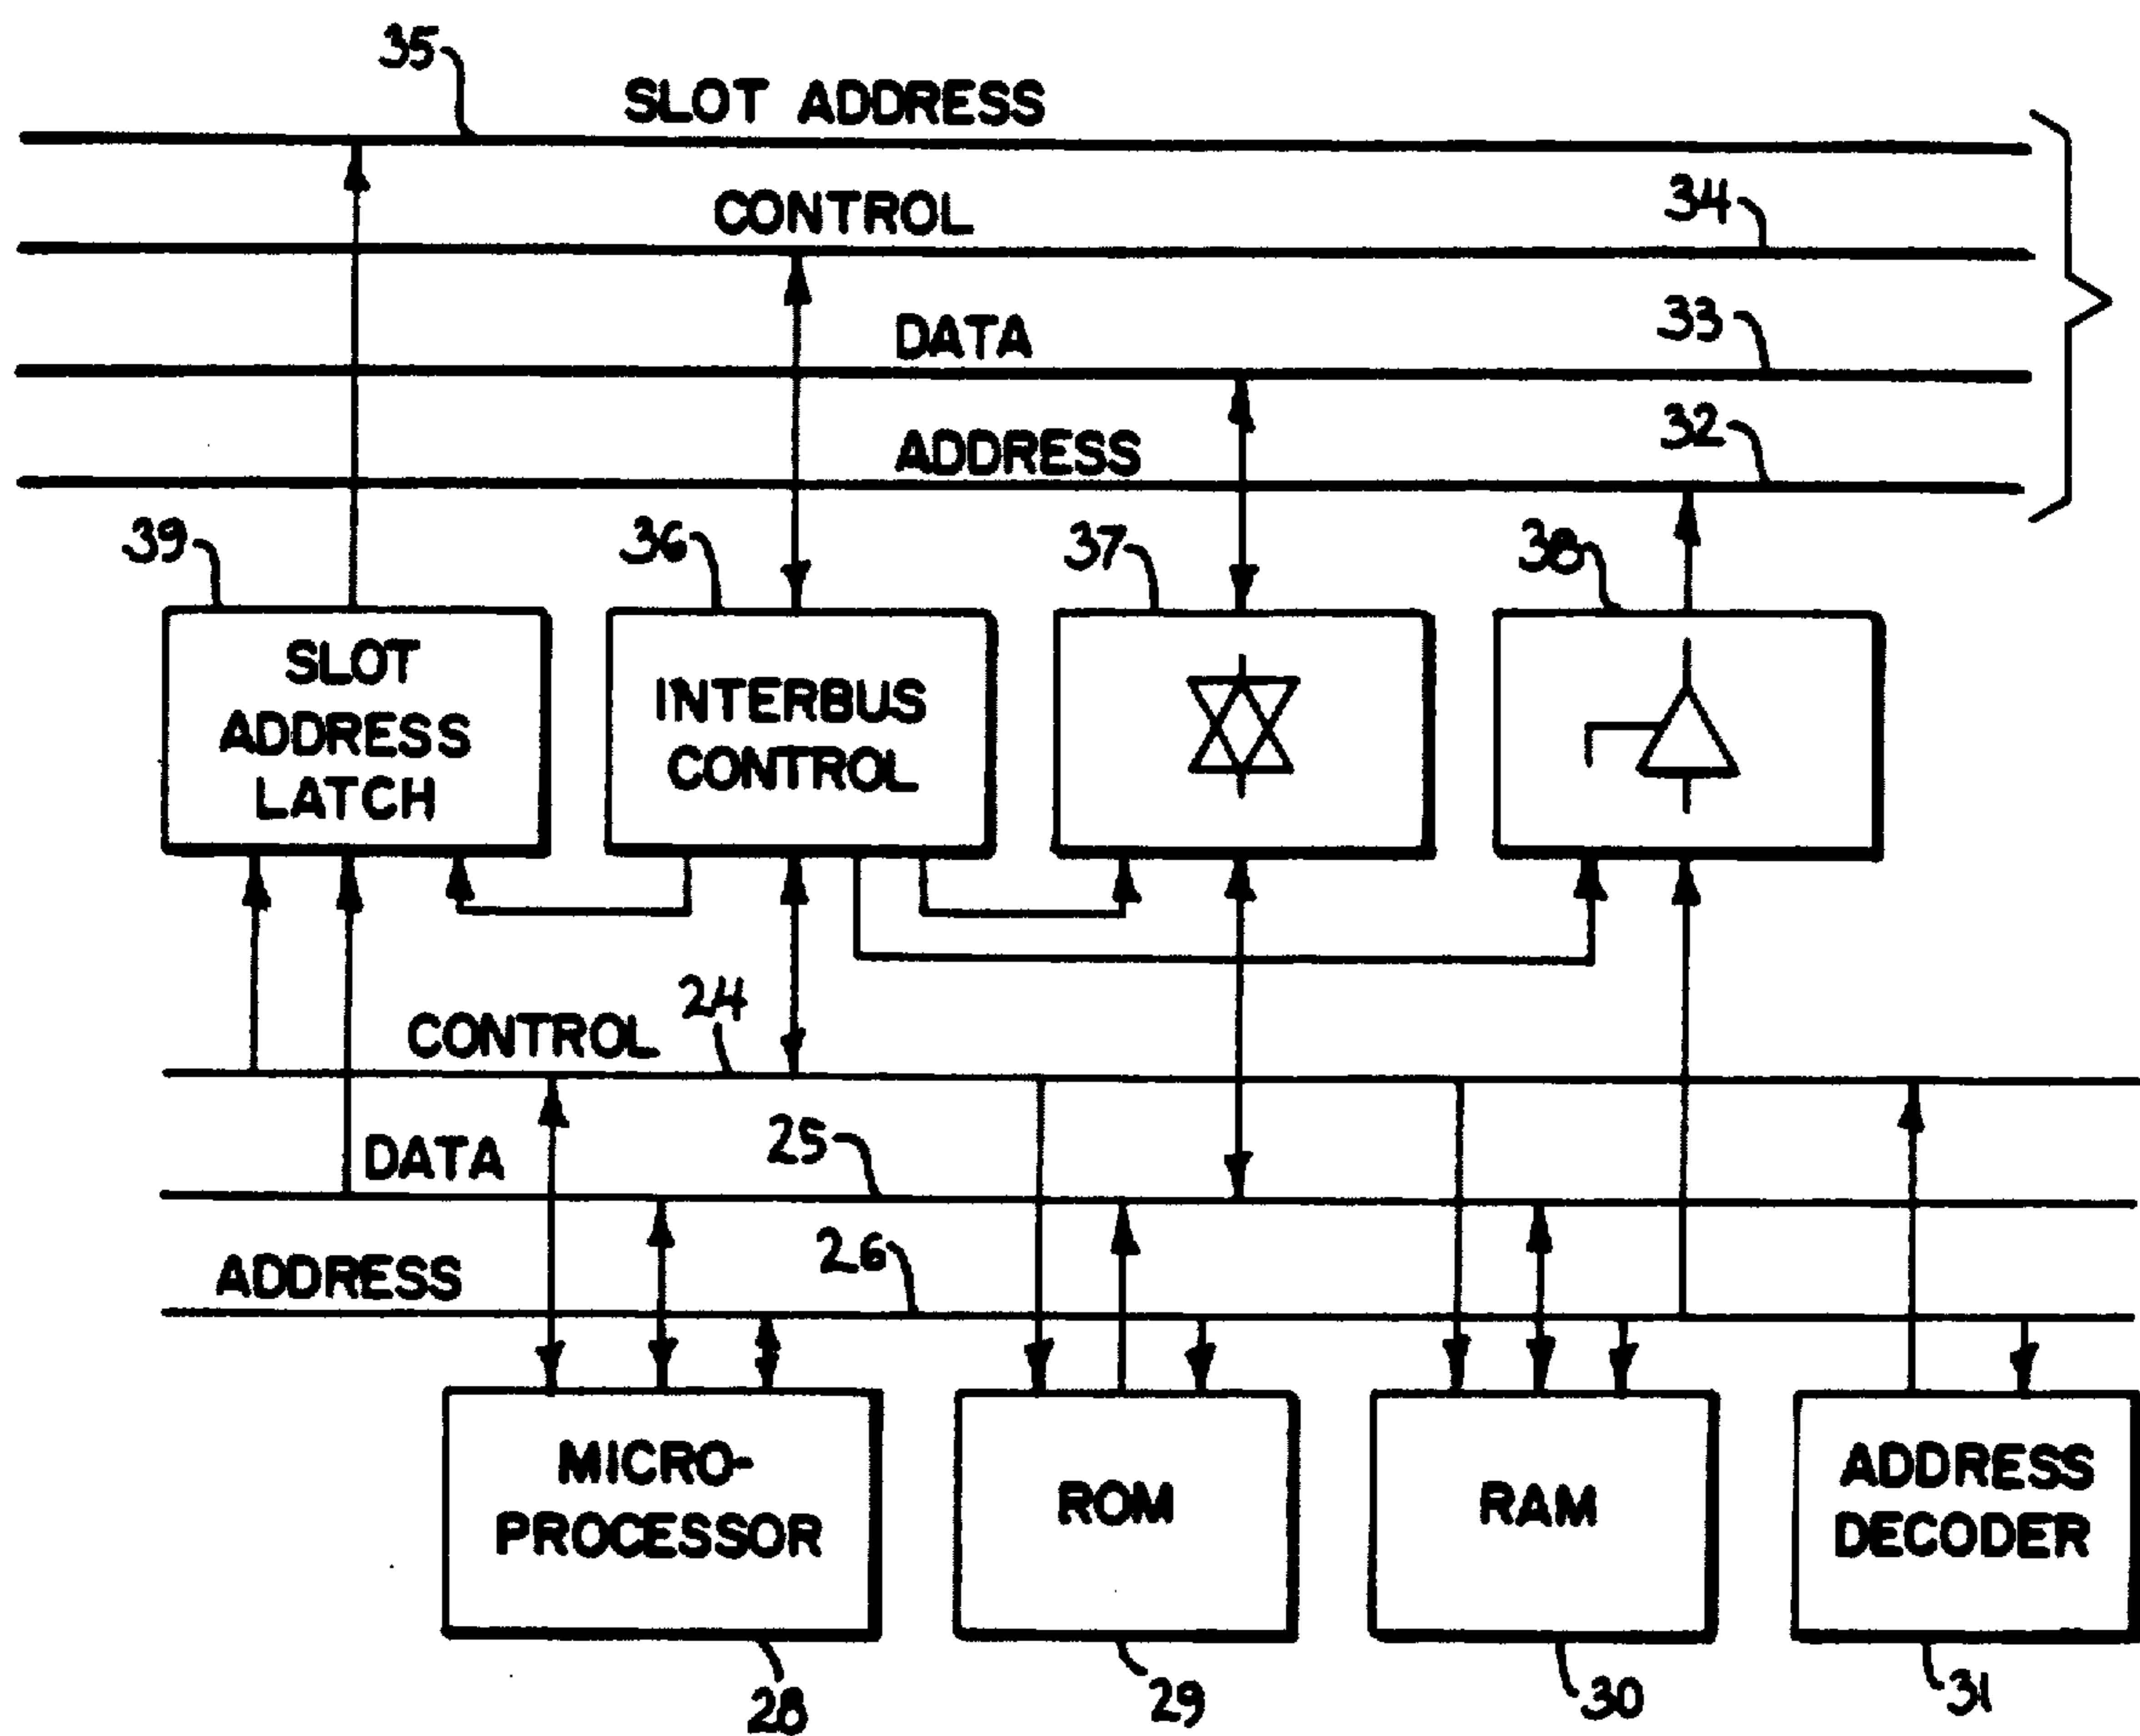 35
SLOT ADDRESS
CONTROL
34
DATA
33
ADDRESS
32
39
36
37
38
SLOT
ADDRESS
LATCH
INTERBUS
CONTROL
CONTROL
24
DATA
25
ADDRESS
26
MICRO-
PROCESSOR
ROM
RAM
ADDRESS
DECODER
28
29
30
31